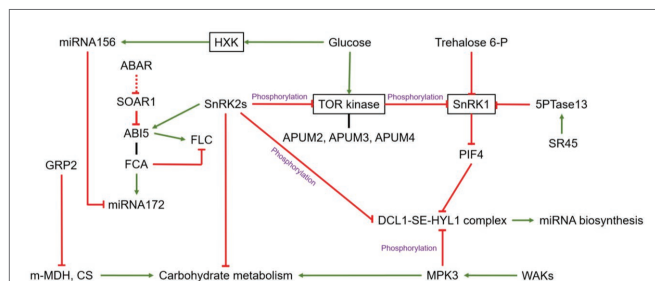 miRNA156
HXK
Glucose
Trehalose 6-P
ABAR
SOAR1
SnRK2s
Phosphorylation
TOR kinase
Phosphorylation
SnRK1
5PTase13
ABI5
FLC
APUM2, APUM3, APUM4
GRP2
FCA
PIF4
SR45
Phosphorylation
miRNA172
DCL1-SE-HYL1 complex
miRNA biosynthesis
Phosphorylation
m-MDH, CS
Carbohydrate metabolism
MPK3
WAKs